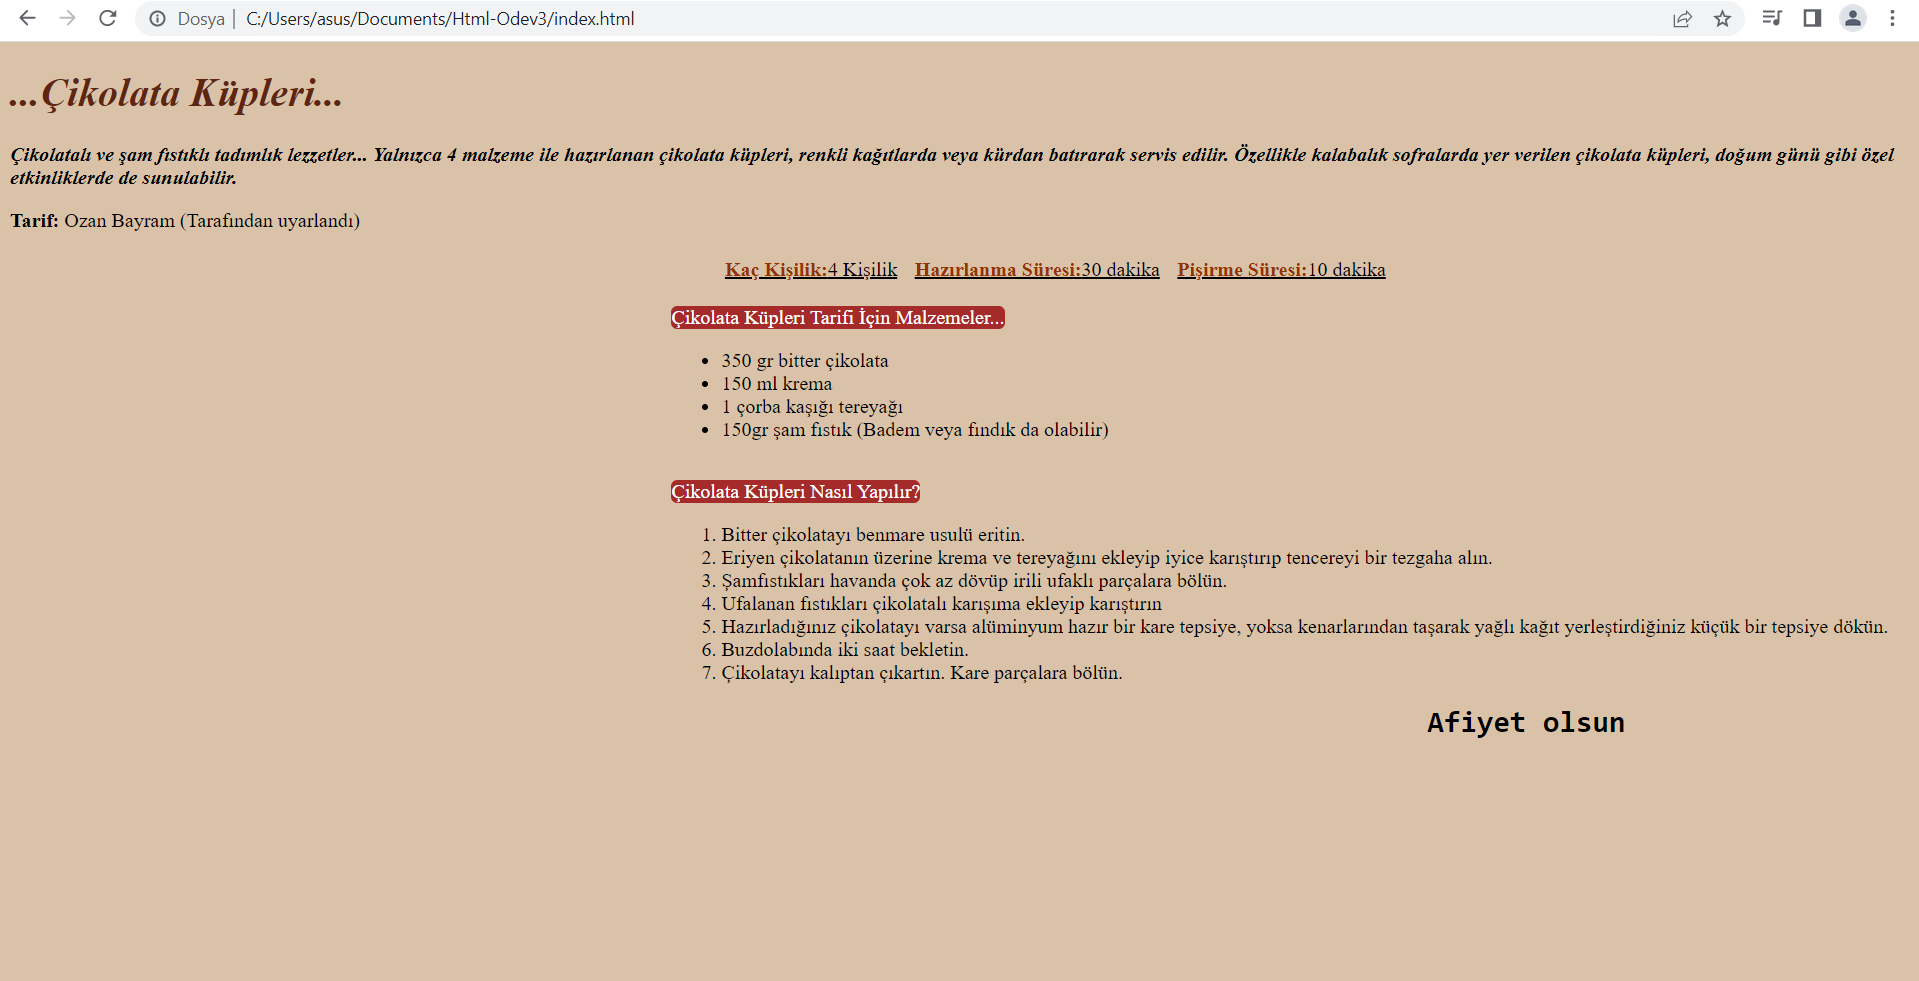 Dosya | C:/Users/asus/Documents/Html-Odev3/index.html
...Çikolata Küpleri...
Çikolatalı ve şam fıstıklı tadımlık lezzetler... Yalnızca 4 malzeme ile hazırlanan çikolata küpleri, renkli kağıtlarda veya kürdan batırarak servis edilir. Özellikle kalabalık sofralarda yer verilen çikolata küpleri, doğum günü gibi özel
etkinliklerde de sunulabilir.
Tarif: Ozan Bayram (Tarafından uyarlandı)
Kaç Kişilik:4 Kişilik Hazırlanma Süresi:30 dakika Pişirme Süresi:10 dakika
Çikolata Küpleri Tarifi İçin Malzemeler...
• 350 gr bitter çikolata
• 150 ml krema
• 1 çorba kaşığı tereyağı
• 150gr şam fıstık (Badem veya fındık da olabilir)
Çikolata Küpleri Nasıl Yapılır?
1. Bitter çikolatayı benmare usulü eritin.
2. Eriyen çikolatanın üzerine krema ve tereyağını ekleyip iyice karıştırıp tencereyi bir tezgaha alın.
3. Şamfıstıkları havanda çok az dövüp irili ufaklı parçalara bölün.
4. Ufalanan fıstıkları çikolatalı karışıma ekleyip karıştırın
5. Hazırladığınız çikolatayı varsa alüminyum hazır bir kare tepsiye, yoksa kenarlarından taşarak yağlı kağıt yerleştirdiğiniz küçük bir tepsiye dökün.
6. Buzdolabında iki saat bekletin.
7. Çikolatayı kalıptan çıkartın. Kare parçalara bölün.
Afiyet olsun